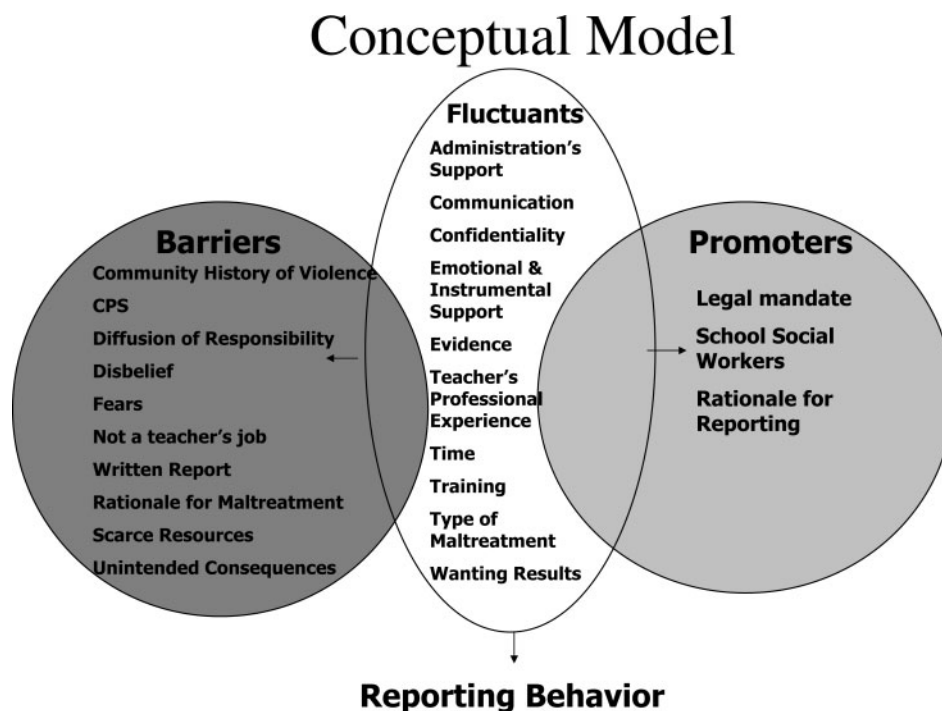 Conceptual Model
Fluctuants
Administration's
Support
Communication
Confidentiality
Emotional &
Instrumental
Support
Evidence
Teacher's
Professional
Experience
Time
Training
Type of
Maltreatment
Wanting Results
Barriers
Community History of Violence
CPS
Diffusion of Responsibility
Disbelief
Fears
Not a teacher's job
Written Report
Rationale for Maltreatment
Scarce Resources
Unintended Consequences
Promoters
Legal mandate
School Social
Workers
Rationale for
Reporting
Reporting Behavior